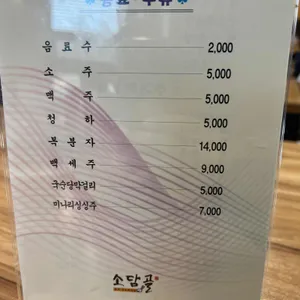 음료수 2,000
소주 5,000
맥주 5,000
청하 5,000
복분자 14,000
백세주 9,000
국순당막걸리 5,000
미나리싱싱주 7,000
소담골